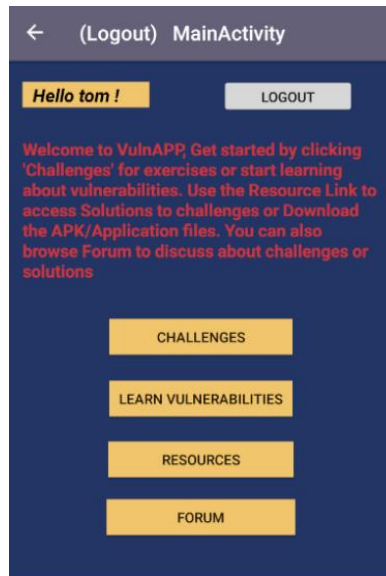 (Logout) MainActivity
Hello tom !
LOGOUT
Welcome to VulnAPP, Get started by clicking
'Challenges' for exercises or start learning
about vulnerabilities. Use the Resource Link to
access Solutions to challenges or Download
the APK/Application files. You can also
browse Forum to discuss about challenges or
solutions
CHALLENGES
LEARN VULNERABILITIES
RESOURCES
FORUM